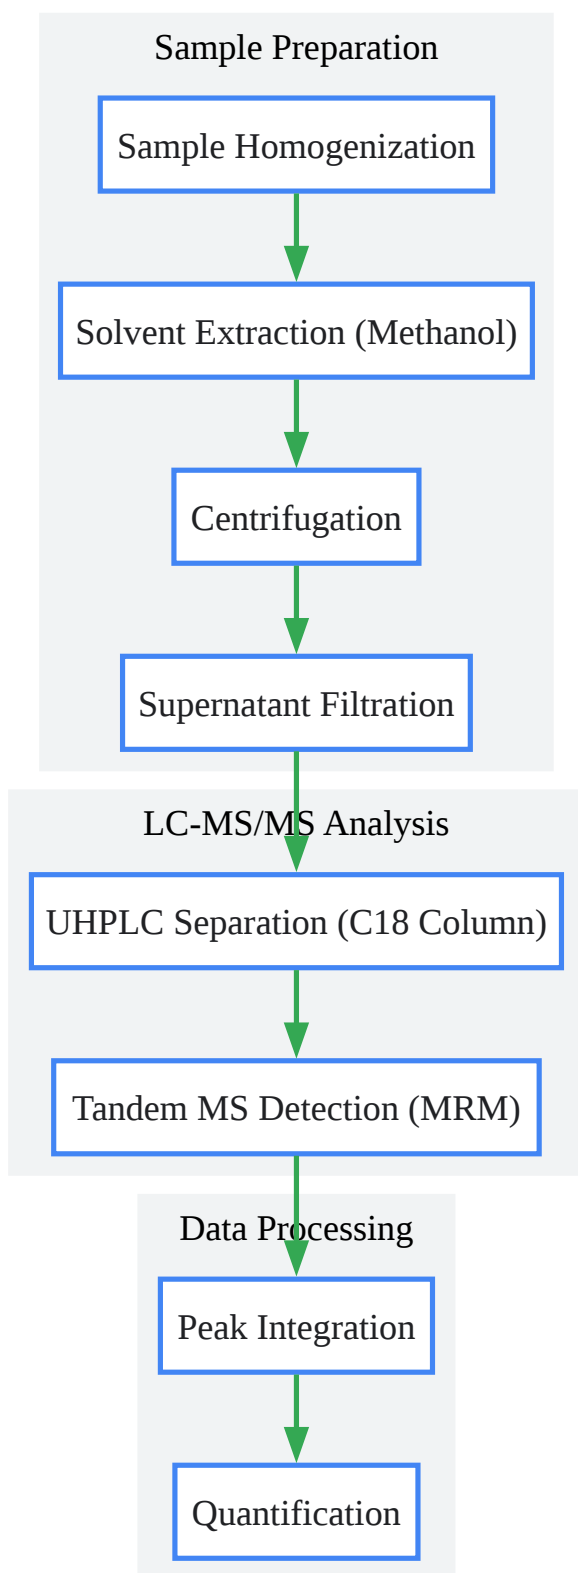 Sample Preparation
Sample Homogenization
Solvent Extraction (Methanol)
Centrifugation
Supernatant Filtration
LC-MS/MS Analysis
UHPLC Separation (C18 Column)
Tandem MS Detection (MRM)
Data Processing
Peak Integration
Quantification